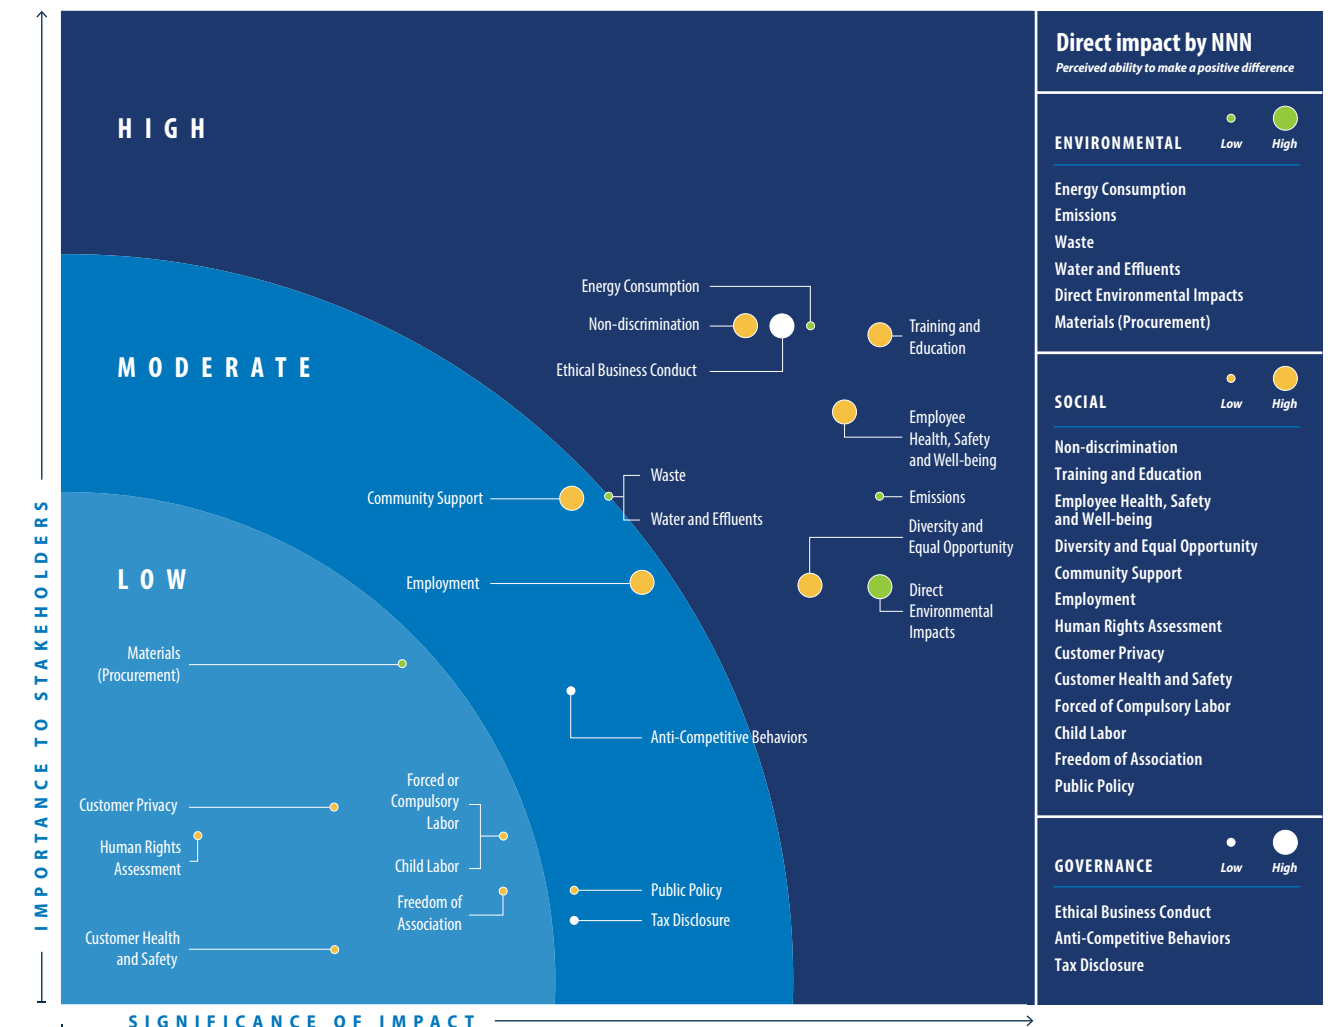 HIGH
MODERATE
LOW
Energy Consumption
Non-discrimination
Ethical Business Conduct
Training and
Education
Employee
Health, Safety
and Well-being
Community Support
Waste
Water and Effluents
Emissions
Diversity and
Equal Opportunity
Employment
Direct
Environmental
Impacts
Materials
(Procurement)
Anti-Competitive Behaviors
Customer Privacy
Human Rights
Assessment
Forced or
Compulsory
Labor
Child Labor
Freedom of
Association
Public Policy
Tax Disclosure
Customer Health
and Safety
IMPORTANCE TO STAKEHOLDERS
SIGNIFICANCE OF IMPACT
Direct impact by NNN
Perceived ability to make a positive difference
ENVIRONMENTAL Low High
Energy Consumption
Emissions
Waste
Water and Effluents
Direct Environmental Impacts
Materials (Procurement)
SOCIAL Low High
Non-discrimination
Training and Education
Employee Health, Safety
and Well-being
Diversity and Equal Opportunity
Community Support
Employment
Human Rights Assessment
Customer Privacy
Customer Health and Safety
Forced of Compulsory Labor
Child Labor
Freedom of Association
Public Policy
GOVERNANCE Low High
Ethical Business Conduct
Anti-Competitive Behaviors
Tax Disclosure